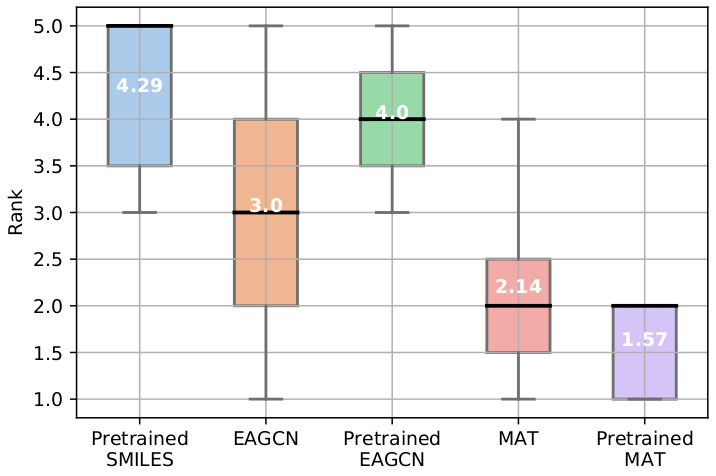 5.0
4.5
4.0
3.5
3.0
2.5
2.0
1.5
1.0
Rank
4.29
3.0
4.0
2.14
1.57
Pretrained
SMILES
EAGCN
Pretrained
EAGCN
MAT
Pretrained
MAT